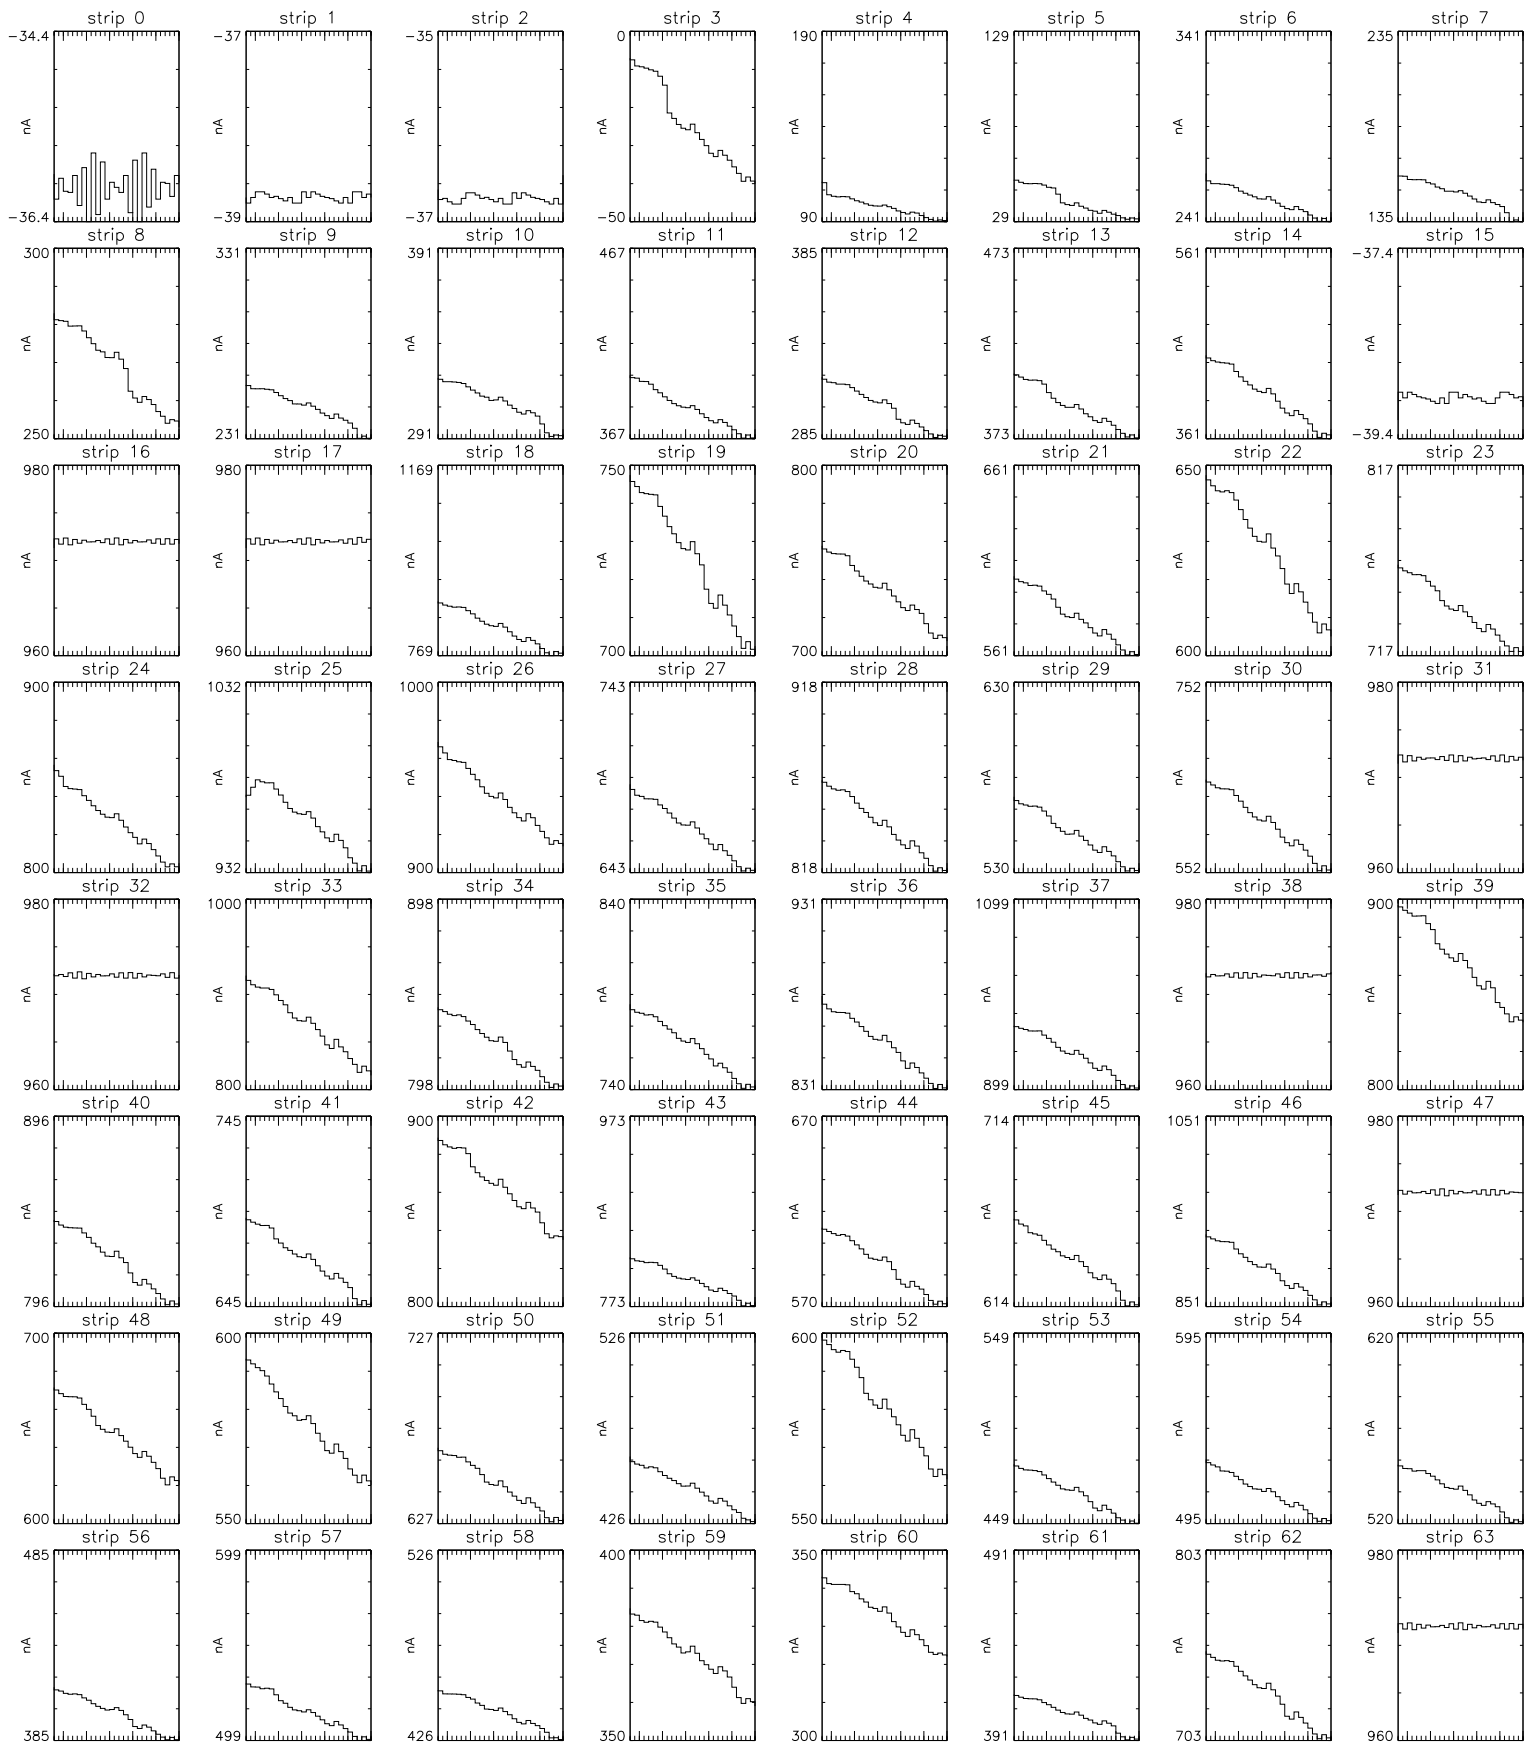 strip 0 strip 1 strip 2 strip 3 strip 4 strip 5 strip 6 strip 7
−34.4 −37 −35 0 190 129 341 235
nA nA nA nA nA nA nA nA
−36.4 −39 −37 −50 90 29 241 135
strip 8 strip 9 strip 10 strip 11 strip 12 strip 13 strip 14 strip 15
300 331 391 467 385 473 561 −37.4
nA nA nA nA nA nA nA nA
250 231 291 367 285 373 361 −39.4
strip 16 strip 17 strip 18 strip 19 strip 20 strip 21 strip 22 strip 23
980 980 1169 750 800 661 650 817
nA nA nA nA nA nA nA nA
960 960 769 700 700 561 600 717
strip 24 strip 25 strip 26 strip 27 strip 28 strip 29 strip 30 strip 31
900 1032 1000 743 918 630 752 980
nA nA nA nA nA nA nA nA
800 932 900 643 818 530 552 960
strip 32 strip 33 strip 34 strip 35 strip 36 strip 37 strip 38 strip 39
980 1000 898 840 931 1099 980 900
nA nA nA nA nA nA nA nA
960 800 798 740 831 899 960 800
strip 40 strip 41 strip 42 strip 43 strip 44 strip 45 strip 46 strip 47
896 745 900 973 670 714 1051 980
nA nA nA nA nA nA nA nA
796 645 800 773 570 614 851 960
strip 48 strip 49 strip 50 strip 51 strip 52 strip 53 strip 54 strip 55
700 600 727 526 600 549 595 620
nA nA nA nA nA nA nA nA
600 550 627 426 550 449 495 520
strip 56 strip 57 strip 58 strip 59 strip 60 strip 61 strip 62 strip 63
485 599 526 400 350 491 803 980
nA nA nA nA nA nA nA nA
385 499 426 350 300 391 703 960